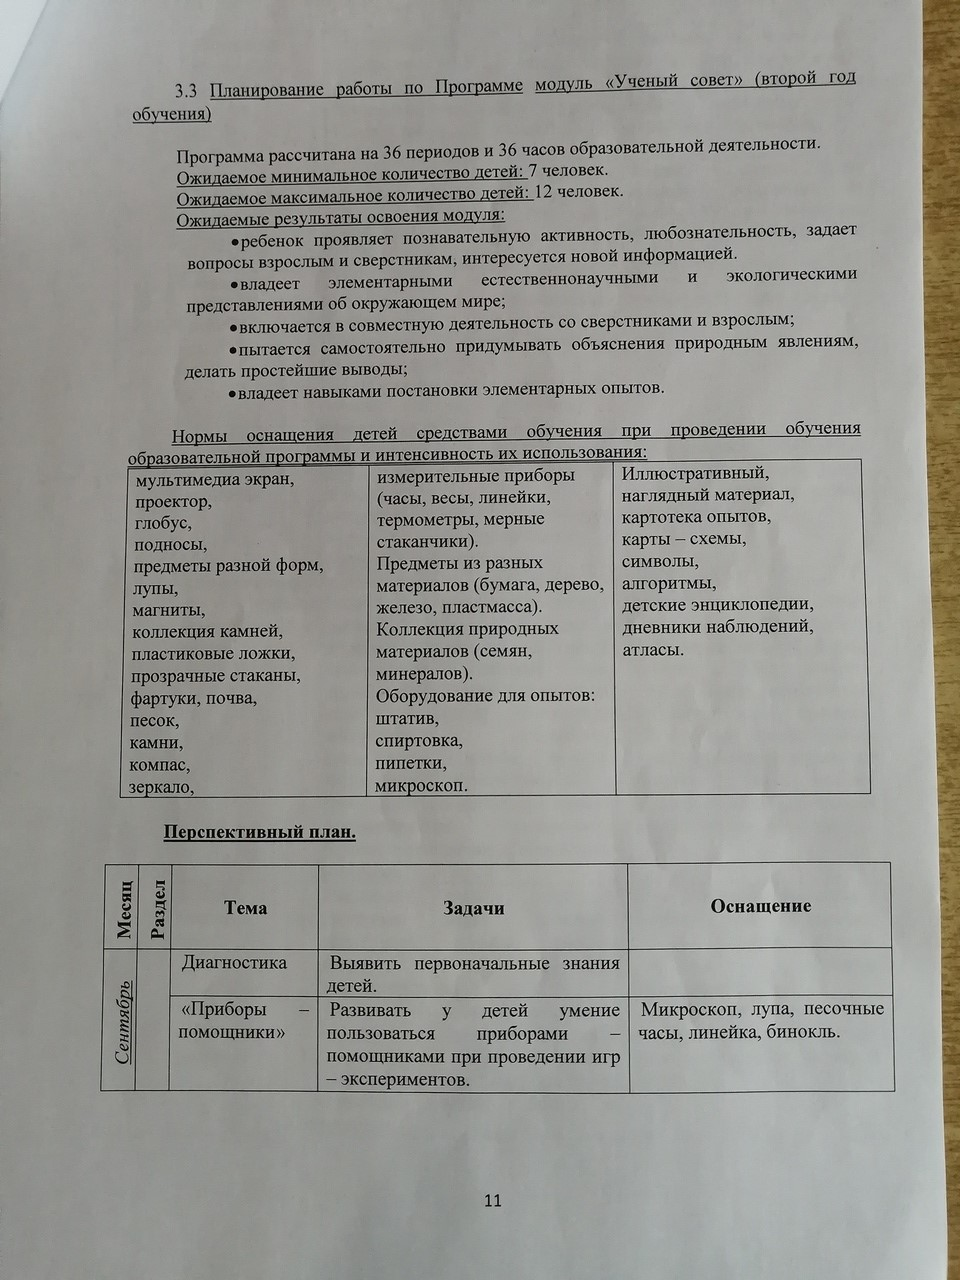 3.3 Планирование работы по Программе модуль «Ученый совет» (второй год
обучения)
Программа рассчитана на 36 периодов и 36 часов образовательной деятельности.
Ожидаемое минимальное количество детей: 7 человек.
Ожидаемое максимальное количество детей: 12 человек.
Ожидаемые результаты освоения модуля:
•ребенок проявляет познавательную активность, любознательность, задает
вопросы взрослым и сверстникам, интересуется новой информацией.
•владеет элементарными естественнонаучными и экологическими
представлениями об окружающем мире;
•включается в совместную деятельность со сверстниками и взрослым;
•пытается самостоятельно придумывать объяснения природным явлениям,
делать простейшие выводы;
•владеет навыками постановки элементарных опытов.
Нормы оснащения детей средствами обучения при проведении обучения
образовательной программы и интенсивность их использования:
мультимедиа экран,
проектор,
глобус,
подносы,
предметы разной форм,
лупы,
магниты,
коллекция камней,
пластиковые ложки,
прозрачные стаканы,
фартуки, почва,
песок,
камни,
компас,
зеркало,
измерительные приборы
(часы, весы, линейки,
термометры, мерные
стаканчики).
Предметы из разных
материалов (бумага, дерево,
железо, пластмасса).
Коллекция природных
материалов (семян,
минералов).
Оборудование для опытов:
штатив,
спиртовка,
пипетки,
микроскоп.
Иллюстративный,
наглядный материал,
картотека опытов,
карты – схемы,
символы,
алгоритмы,
детские энциклопедии,
дневники наблюдений,
атласы.
Перспективный план.
Месяц
Раздел
Тема
Задачи
Оснащение
Сентябрь
Диагностика
Выявить первоначальные знания
детей.
«Приборы –
помощники»
Развивать у детей умение
пользоваться приборами –
помощниками при проведении игр
– экспериментов.
Микроскоп, лупа, песочные
часы, линейка, бинокль.
11